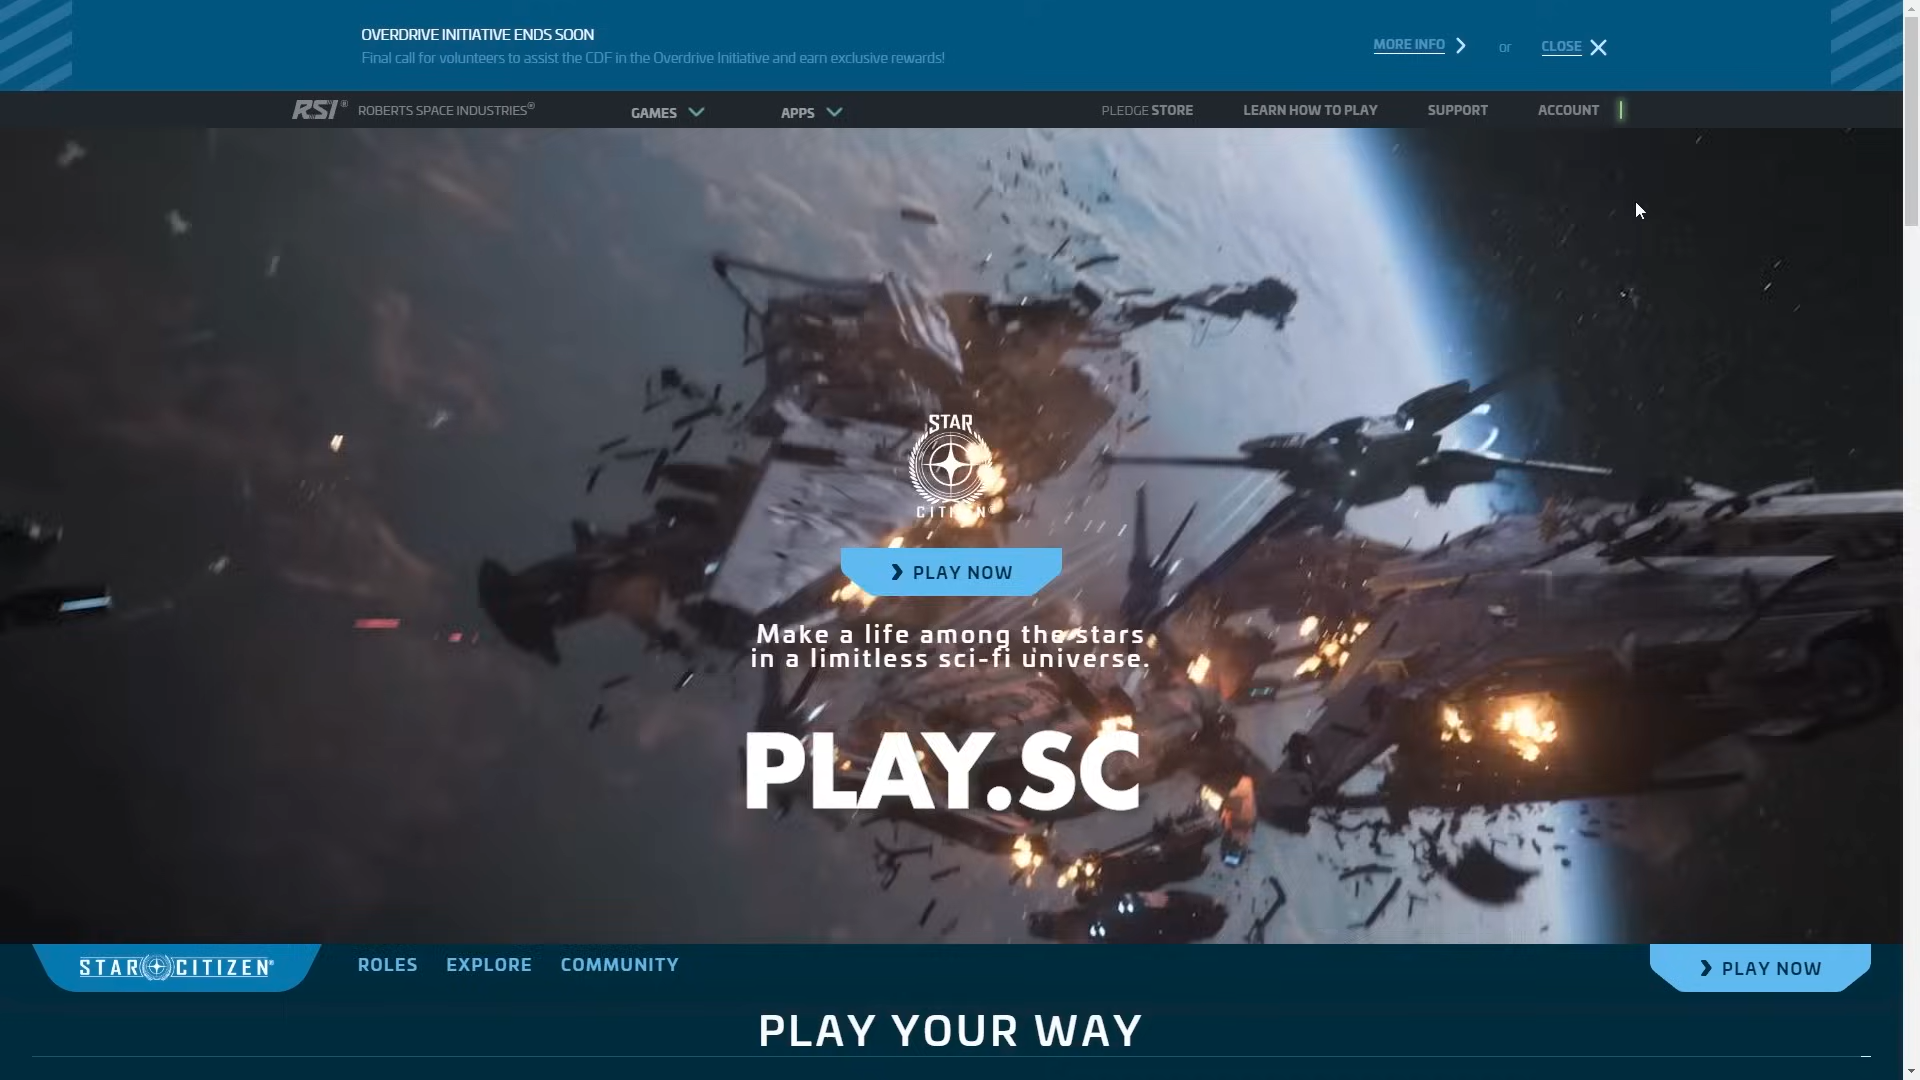 OVERDRIVE INITIATIVE ENDS SOON
Final call for volunteers to assist the CDF in the Overdrive Initiative and earn exclusive rewards!
MORE INFO or CLOSE
RSI® ROBERTS SPACE INDUSTRIES® GAMES APPS PLEDGE STORE LEARN HOW TO PLAY SUPPORT ACCOUNT
STAR
CITIZEN®
PLAY NOW
Make a life among the stars
in a limitless sci-fi universe.
PLAY.SC
STAR CITIZEN® ROLES EXPLORE COMMUNITY PLAY NOW
PLAY YOUR WAY